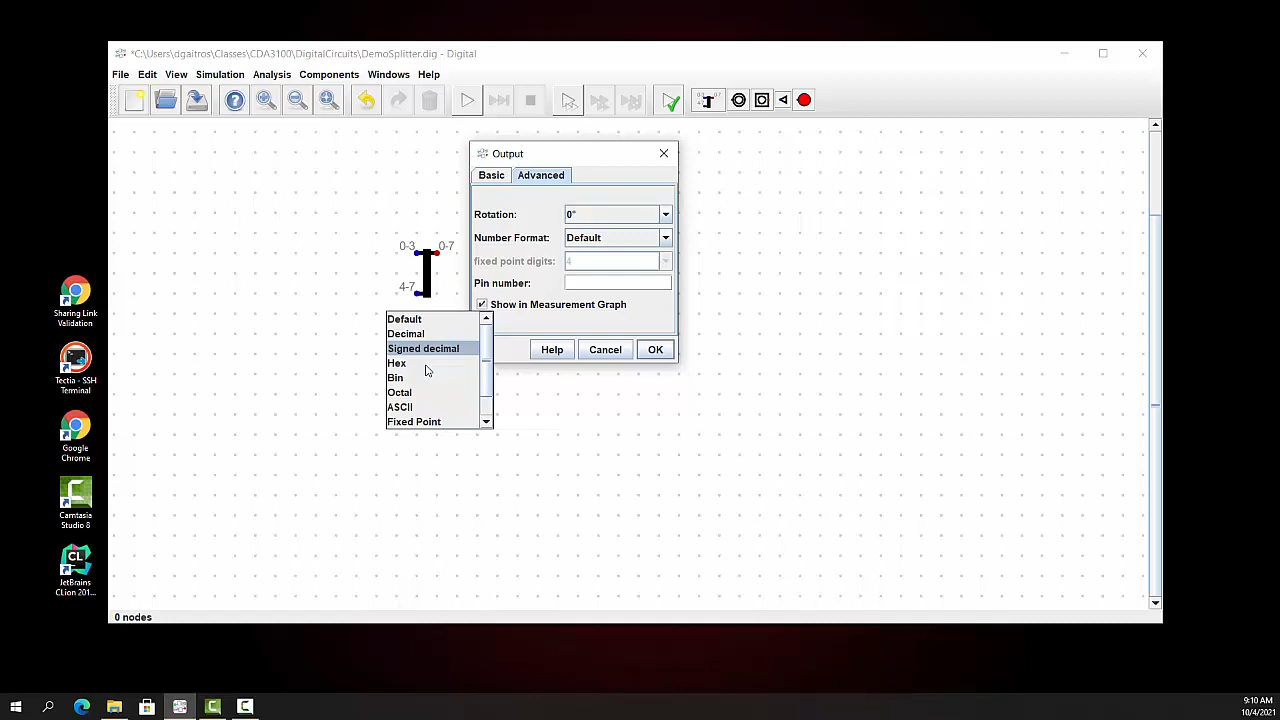 *C:\Users\dgaitros\Classes\CDA3100\DigitalCircuits\DemoSplitter.dig - Digital
File Edit View Simulation Analysis Components Windows Help
Output
Basic Advanced
Rotation: 0°
Number Format: Default
fixed point digits: 4
Pin number:
Show in Measurement Graph
Help Cancel OK
0-3 0-7
4-7
Default
Decimal
Signed decimal
Hex
Bin
Octal
ASCII
Fixed Point
Sharing Link
Validation
Tectia - SSH
Terminal
Google
Chrome
Camtasia
Studio 8
JetBrains
CLion 201...
0 nodes
9:10 AM
10/4/2021